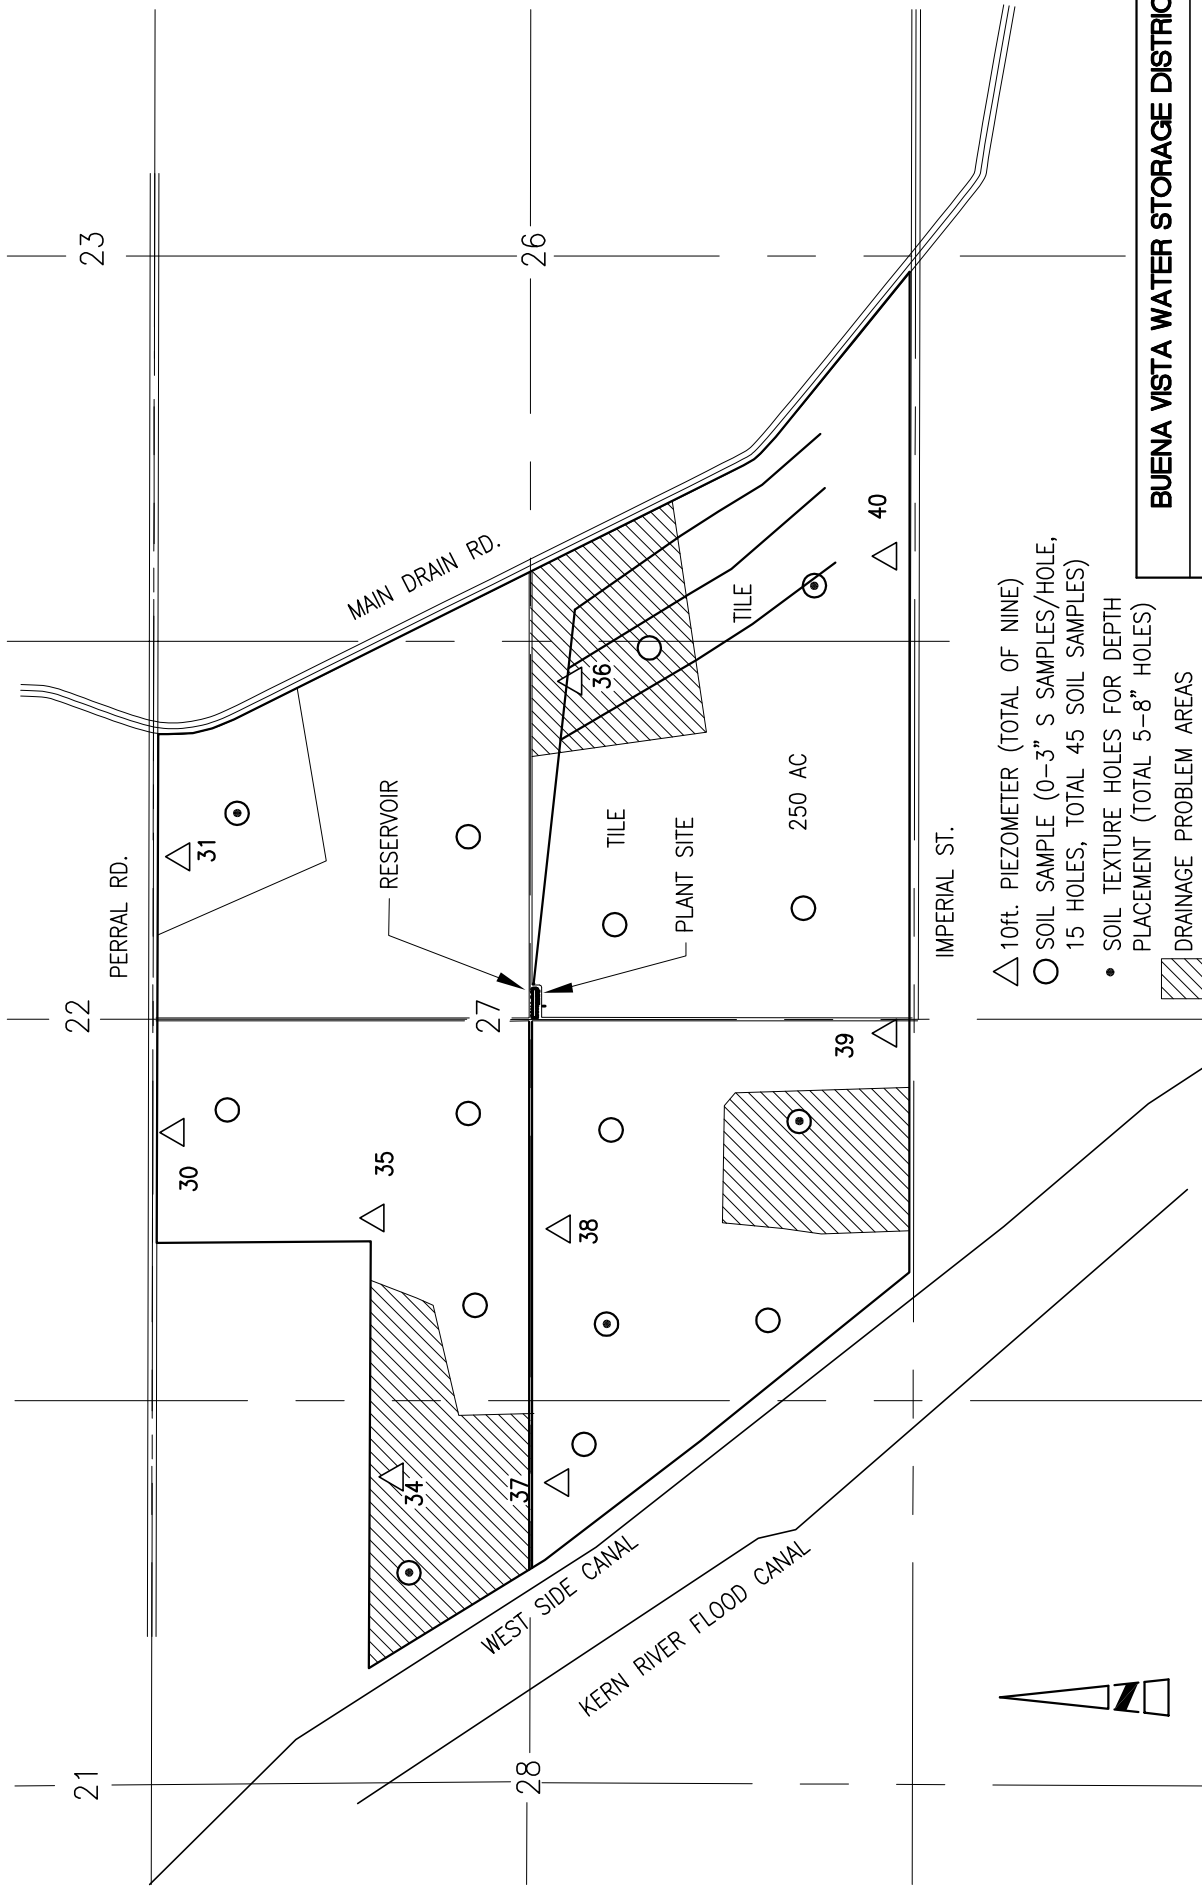 21
22
23
PERRAL RD.
30
31
MAIN DRAIN RD.
35
RESERVOIR
34
37
28
27
26
38
36
TILE
TILE
PLANT SITE
250 AC
WEST SIDE CANAL
KERN RIVER FLOOD CANAL
39
40
IMPERIAL ST.
N
10ft. PIEZOMETER (TOTAL OF NINE)
SOIL SAMPLE (0-3" S SAMPLES/HOLE,
15 HOLES, TOTAL 45 SOIL SAMPLES)
SOIL TEXTURE HOLES FOR DEPTH
PLACEMENT (TOTAL 5-8" HOLES)
DRAINAGE PROBLEM AREAS
BUENA VISTA WATER STORAGE DISTRIC